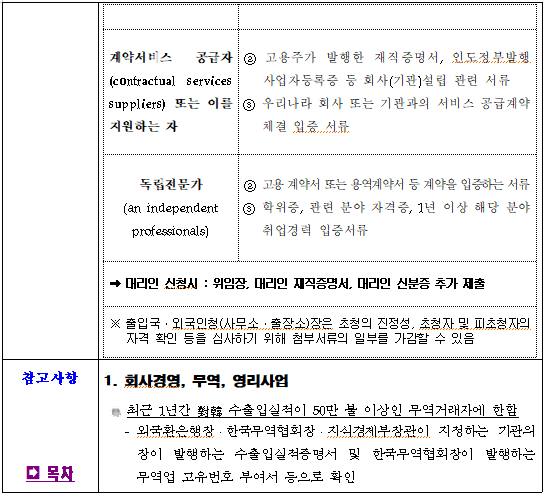 계약서비스 공급자
(contractual services
suppliers) 또는 이를
지원하는 자
② 고용주가 발행한 재직증명서, 인도정부발행
사업자등록증 등 회사(기관)설립 관련 서류
③ 우리나라 회사 또는 기관과의 서비스 공급계약
체결 입증 서류
독립전문가
(an independent
professionals)
② 고용 계약서 또는 용역계약서 등 계약을 입증하는 서류
③ 학위증, 관련 분야 자격증, 1년 이상 해당 분야
취업경력 입증서류
➔ 대리인 신청시 : 위임장, 대리인 재직증명서, 대리인 신분증 추가 제출
※ 출입국·외국인청(사무소·출장소)장은 초청의 진정성, 초청자 및 피초청자의
자격 확인 등을 심사하기 위해 첨부서류의 일부를 가감할 수 있음
참고사항
➡ 목차
1. 회사경영, 무역, 영리사업
최근 1년간 對韓 수출입실적이 50만 불 이상인 무역거래자에 한함
- 외국환은행장·한국무역협회장·지식경제부장관이 지정하는 기관의
장이 발행하는 수출입실적증명서 및 한국무역협회장이 발행하는
무역업 고유번호 부여서 등으로 확인